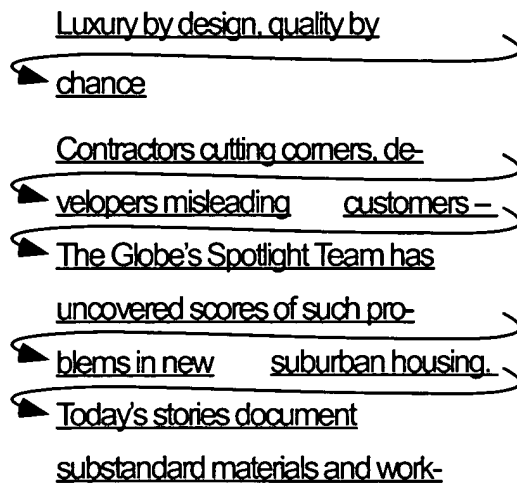 Luxury by design, quality by
chance
Contractors cutting corners, de-
velopers misleading customers –
The Globe's Spotlight Team has
uncovered scores of such pro-
blems in new suburban housing.
Today's stories document
substandard materials and work-